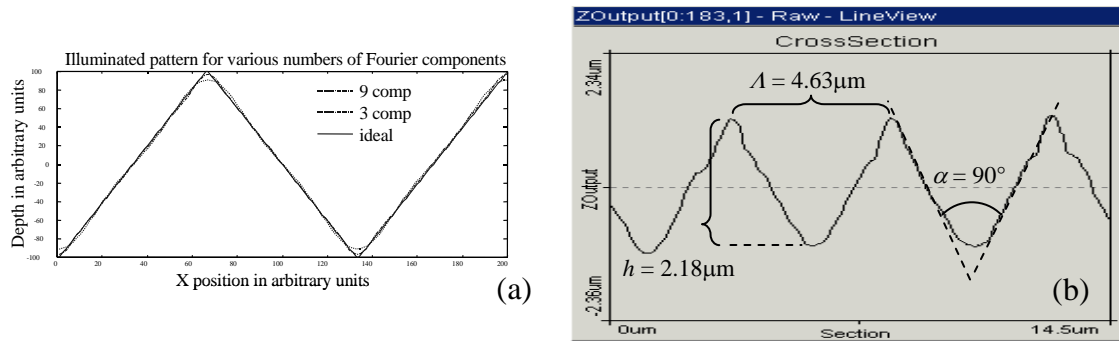 Illuminated pattern for various numbers of Fourier components
100
80
60
40
20
0
-20
-40
-60
-80
-100
Depth in arbitrary units
9 comp
3 comp
ideal
0
20
40
60
80
100
120
140
160
180
200
X position in arbitrary units
(a)
ZOutput[0:183,1] - Raw - LineView
CrossSection
2.34um
ZOutput
-2.36um
Λ = 4.63μm
α = 90°
h = 2.18μm
(b)
0um
Section
14.5um